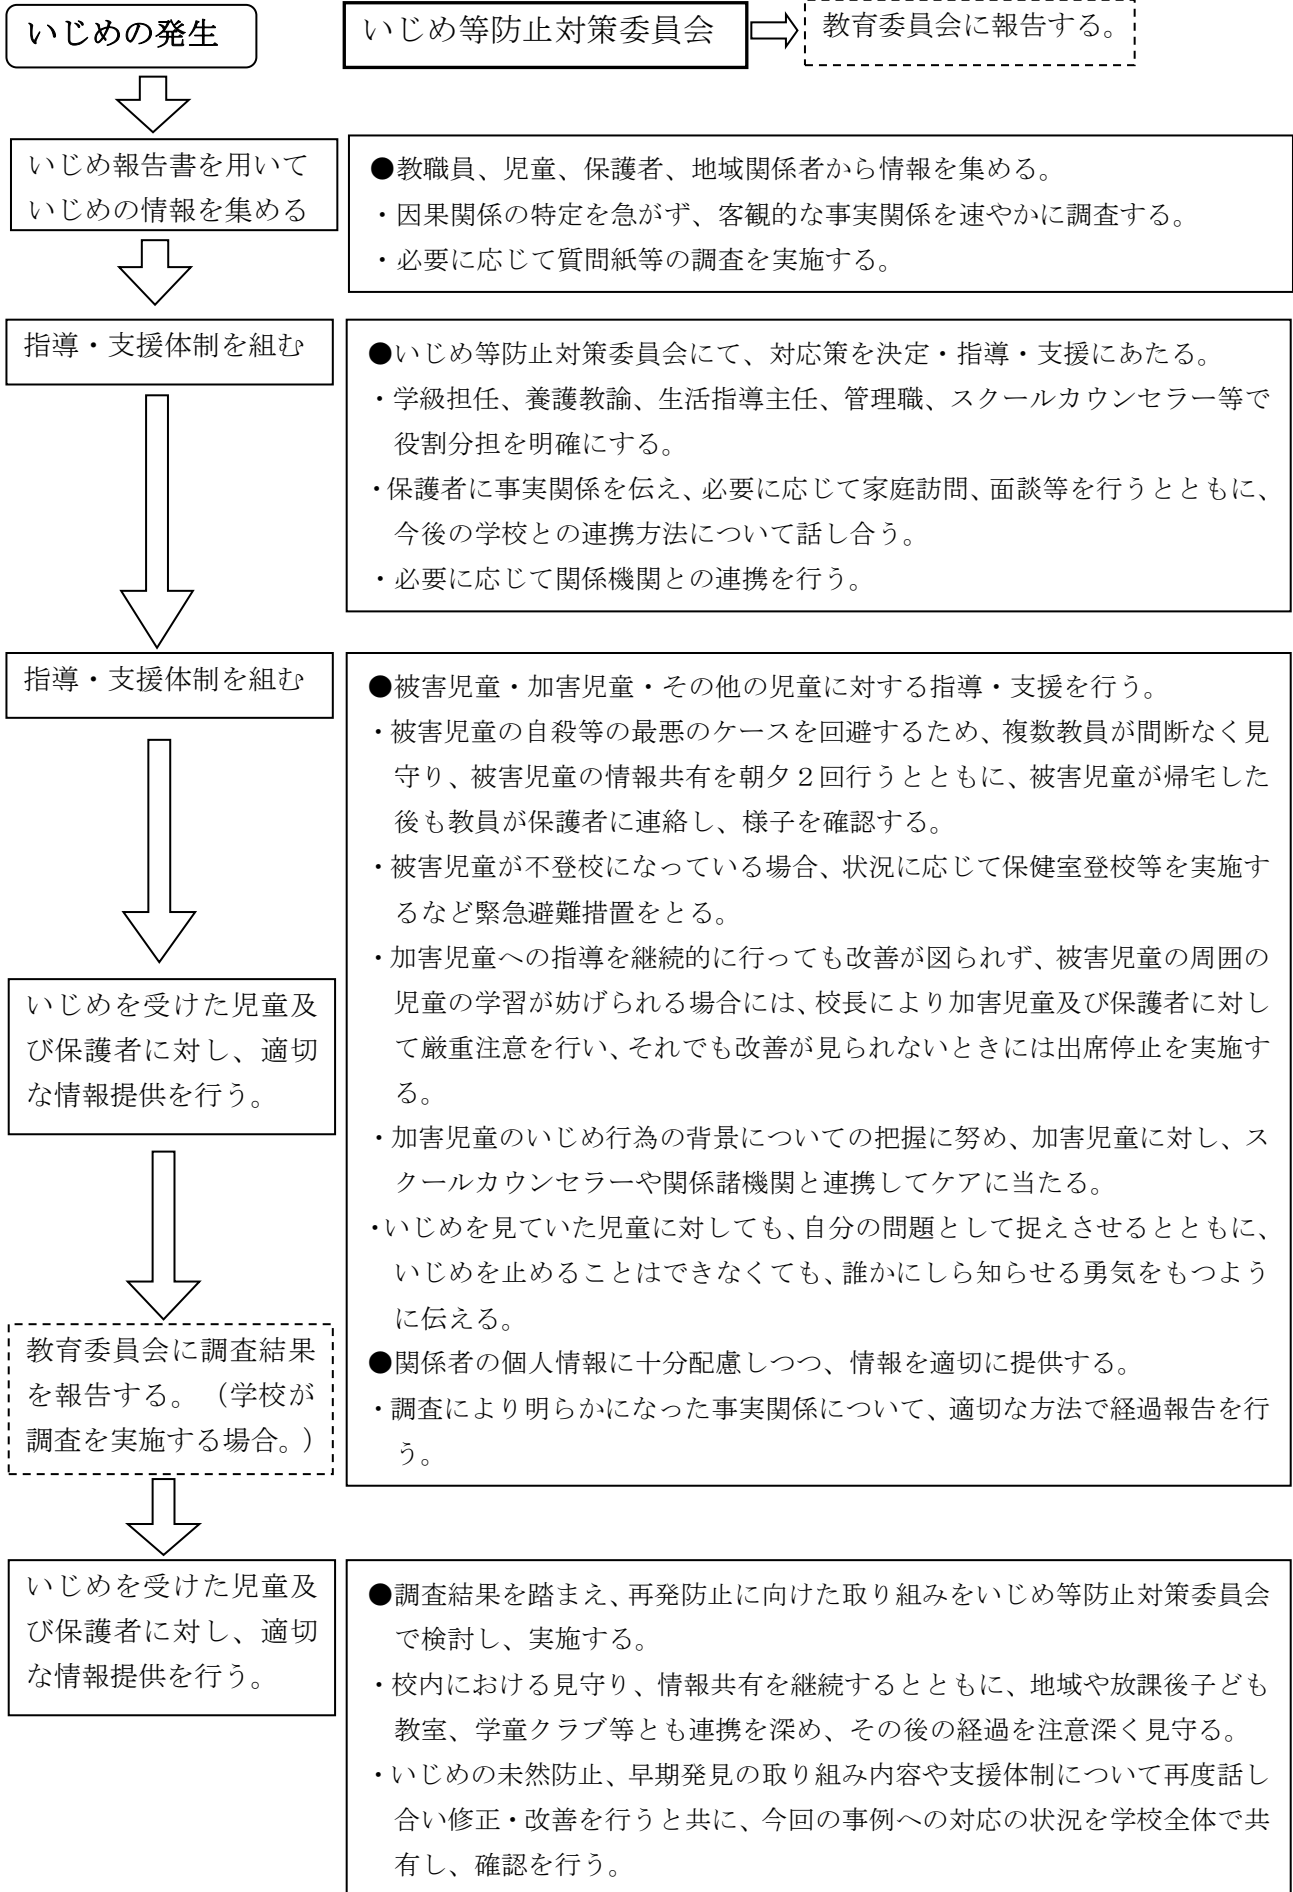 いじめの発生
いじめ等防止対策委員会
教育委員会に報告する。
いじめ報告書を用いて
いじめの情報を集める
●教職員、児童、保護者、地域関係者から情報を集める。
・因果関係の特定を急がず、客観的な事実関係を速やかに調査する。
・必要に応じて質問紙等の調査を実施する。
指導・支援体制を組む
●いじめ等防止対策委員会にて、対応策を決定・指導・支援にあたる。
・学級担任、養護教諭、生活指導主任、管理職、スクールカウンセラー等で
役割分担を明確にする。
・保護者に事実関係を伝え、必要に応じて家庭訪問、面談等を行うとともに、
今後の学校との連携方法について話し合う。
・必要に応じて関係機関との連携を行う。
指導・支援体制を組む
●被害児童・加害児童・その他の児童に対する指導・支援を行う。
・被害児童の自殺等の最悪のケースを回避するため、複数教員が間断なく見
守り、被害児童の情報共有を朝夕２回行うとともに、被害児童が帰宅した
後も教員が保護者に連絡し、様子を確認する。
・被害児童が不登校になっている場合、状況に応じて保健室登校等を実施す
るなど緊急避難措置をとる。
・加害児童への指導を継続的に行っても改善が図られず、被害児童の周囲の
児童の学習が妨げられる場合には、校長により加害児童及び保護者に対し
て厳重注意を行い、それでも改善が見られないときには出席停止を実施す
る。
・加害児童のいじめ行為の背景についての把握に努め、加害児童に対し、ス
クールカウンセラーや関係諸機関と連携してケアに当たる。
・いじめを見ていた児童に対しても、自分の問題として捉えさせるとともに、
いじめを止めることはできなくても、誰かにしら知らせる勇気をもつよう
に伝える。
●関係者の個人情報に十分配慮しつつ、情報を適切に提供する。
・調査により明らかになった事実関係について、適切な方法で経過報告を行
う。
いじめを受けた児童及
び保護者に対し、適切
な情報提供を行う。
教育委員会に調査結果
を報告する。（学校が
調査を実施する場合。）
いじめを受けた児童及
び保護者に対し、適切
な情報提供を行う。
●調査結果を踏まえ、再発防止に向けた取り組みをいじめ等防止対策委員会
で検討し、実施する。
・校内における見守り、情報共有を継続するとともに、地域や放課後子ども
教室、学童クラブ等とも連携を深め、その後の経過を注意深く見守る。
・いじめの未然防止、早期発見の取り組み内容や支援体制について再度話し
合い修正・改善を行うと共に、今回の事例への対応の状況を学校全体で共
有し、確認を行う。